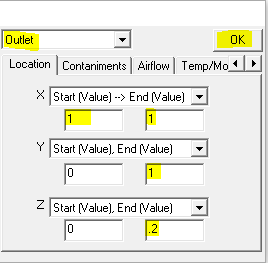 Outlet OK
Location Contaminents Airflow Temp/Mo
X Start (Value) --> End (Value)
1 1
Y Start (Value), End (Value)
0 1
Z Start (Value), End (Value)
0 .2